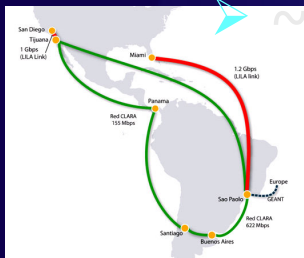 San Diego
Tijuana
1 Gbps
(LILA Link)
Miami
1.2 Gbps
(LILA link)
Panama
Red CLARA
155 Mbps
Europe
GEANT
Sao Paolo
Red CLARA
622 Mbps
Santiago
Buenos Aires